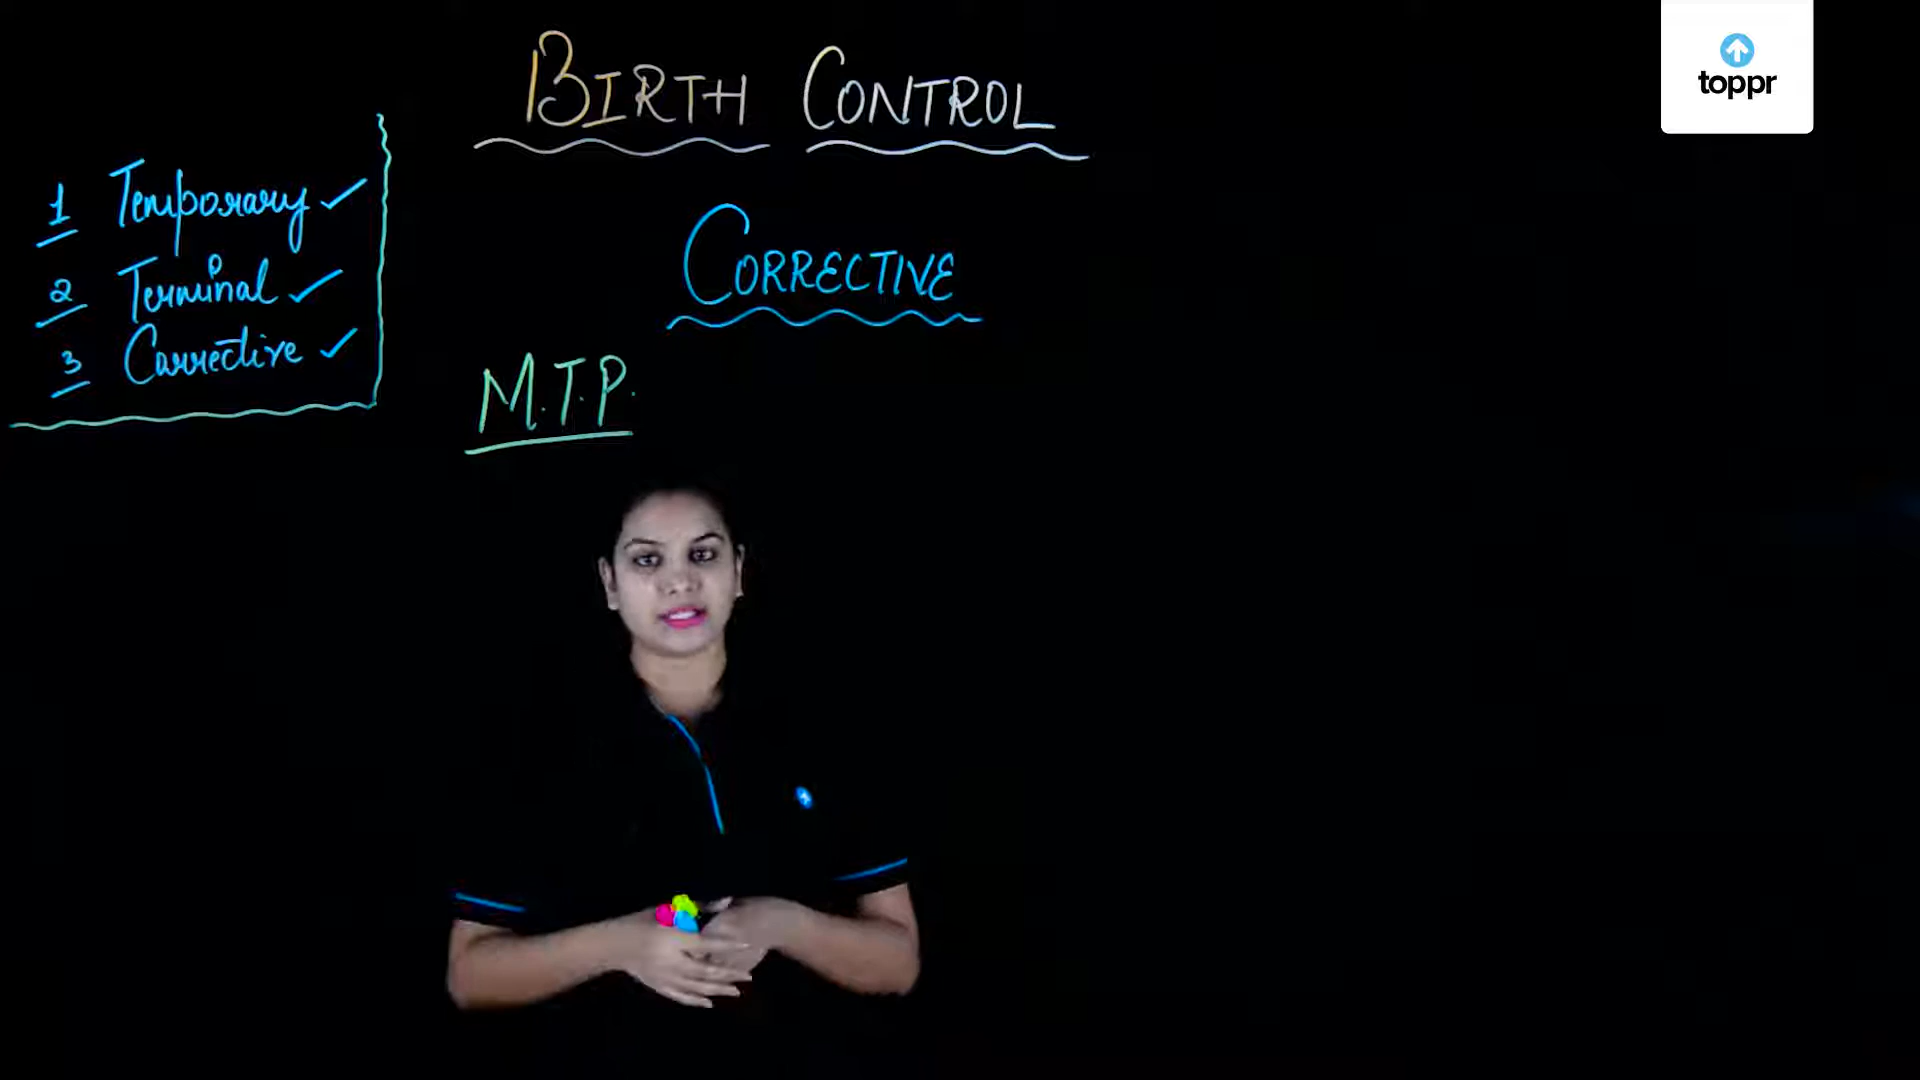 BIRTH CONTROL
toppr
1 Temporary ✓
2 Terminal ✓
3 Corrective ✓
CORRECTIVE
M.T.P.